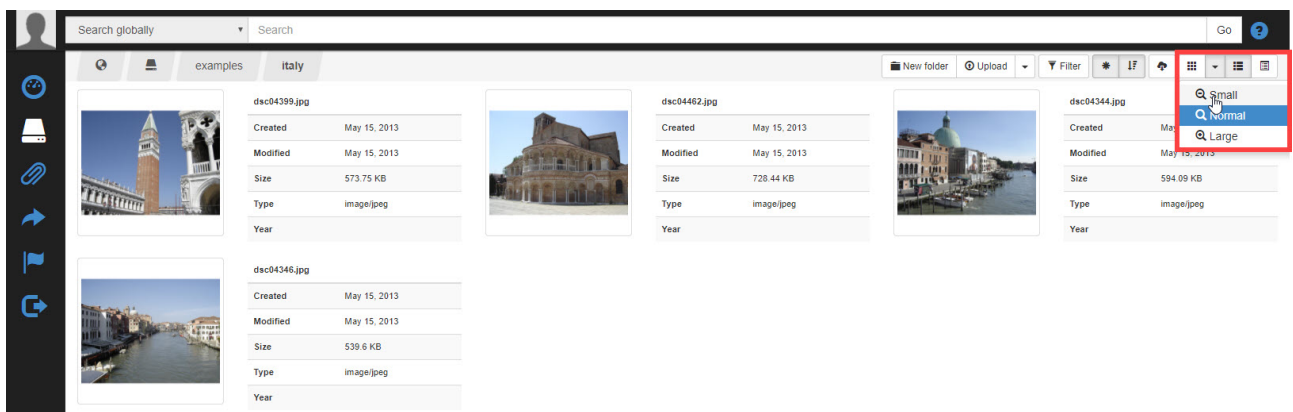 Search globally Search Go ?
examples italy New folder Upload Filter
Small
Normal
Large
dsc04399.jpg
Created May 15, 2013
Modified May 15, 2013
Size 573.75 KB
Type image/jpeg
Year
dsc04462.jpg
Created May 15, 2013
Modified May 15, 2013
Size 728.44 KB
Type image/jpeg
Year
dsc04344.jpg
Created May
Modified May 15, 2013
Size 594.09 KB
Type image/jpeg
Year
dsc04346.jpg
Created May 15, 2013
Modified May 15, 2013
Size 539.6 KB
Type image/jpeg
Year